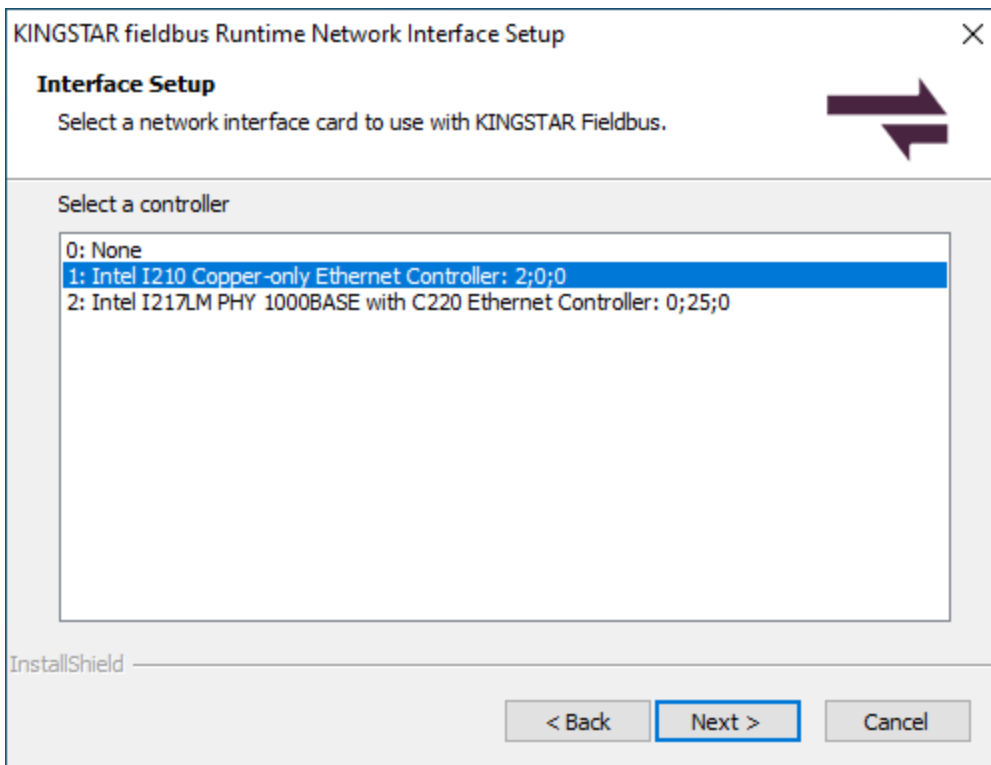 KINGSTAR fieldbus Runtime Network Interface Setup
Interface Setup
Select a network interface card to use with KINGSTAR Fieldbus.
Select a controller
0: None
1: Intel I210 Copper-only Ethernet Controller: 2;0;0
2: Intel I217LM PHY 1000BASE with C220 Ethernet Controller: 0;25;0
InstallShield
< Back
Next >
Cancel